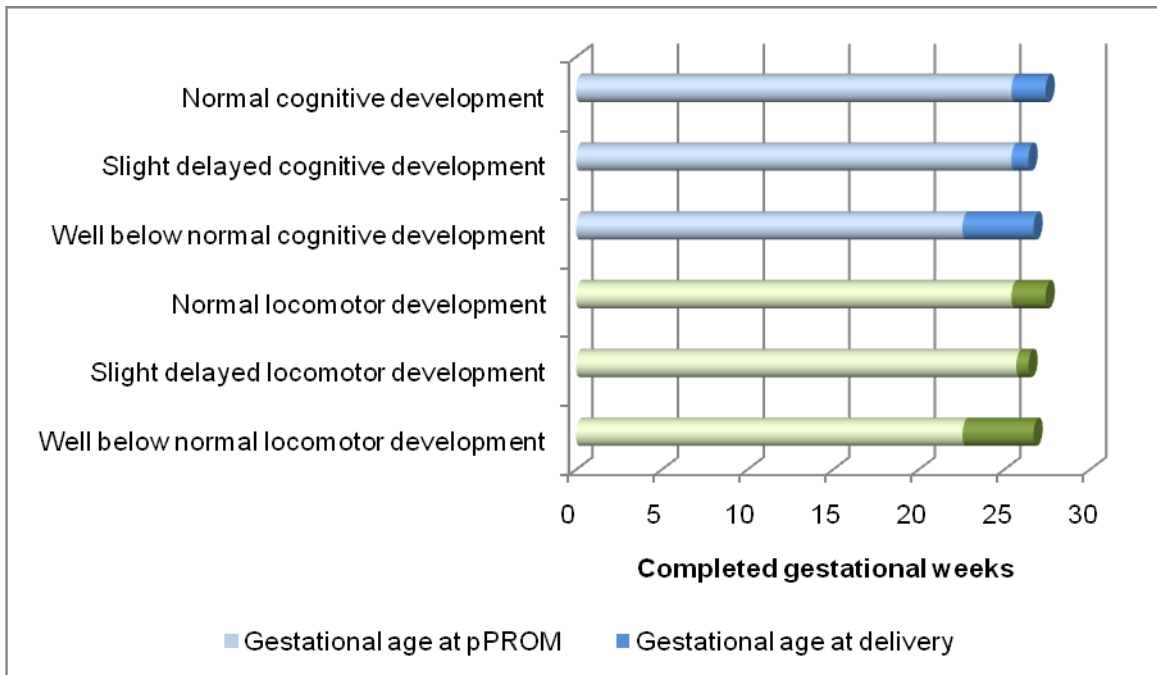 Normal cognitive development
Slight delayed cognitive development
Well below normal cognitive development
Normal locomotor development
Slight delayed locomotor development
Well below normal locomotor development
0 5 10 15 20 25 30
Completed gestational weeks
Gestational age at pPROM Gestational age at delivery